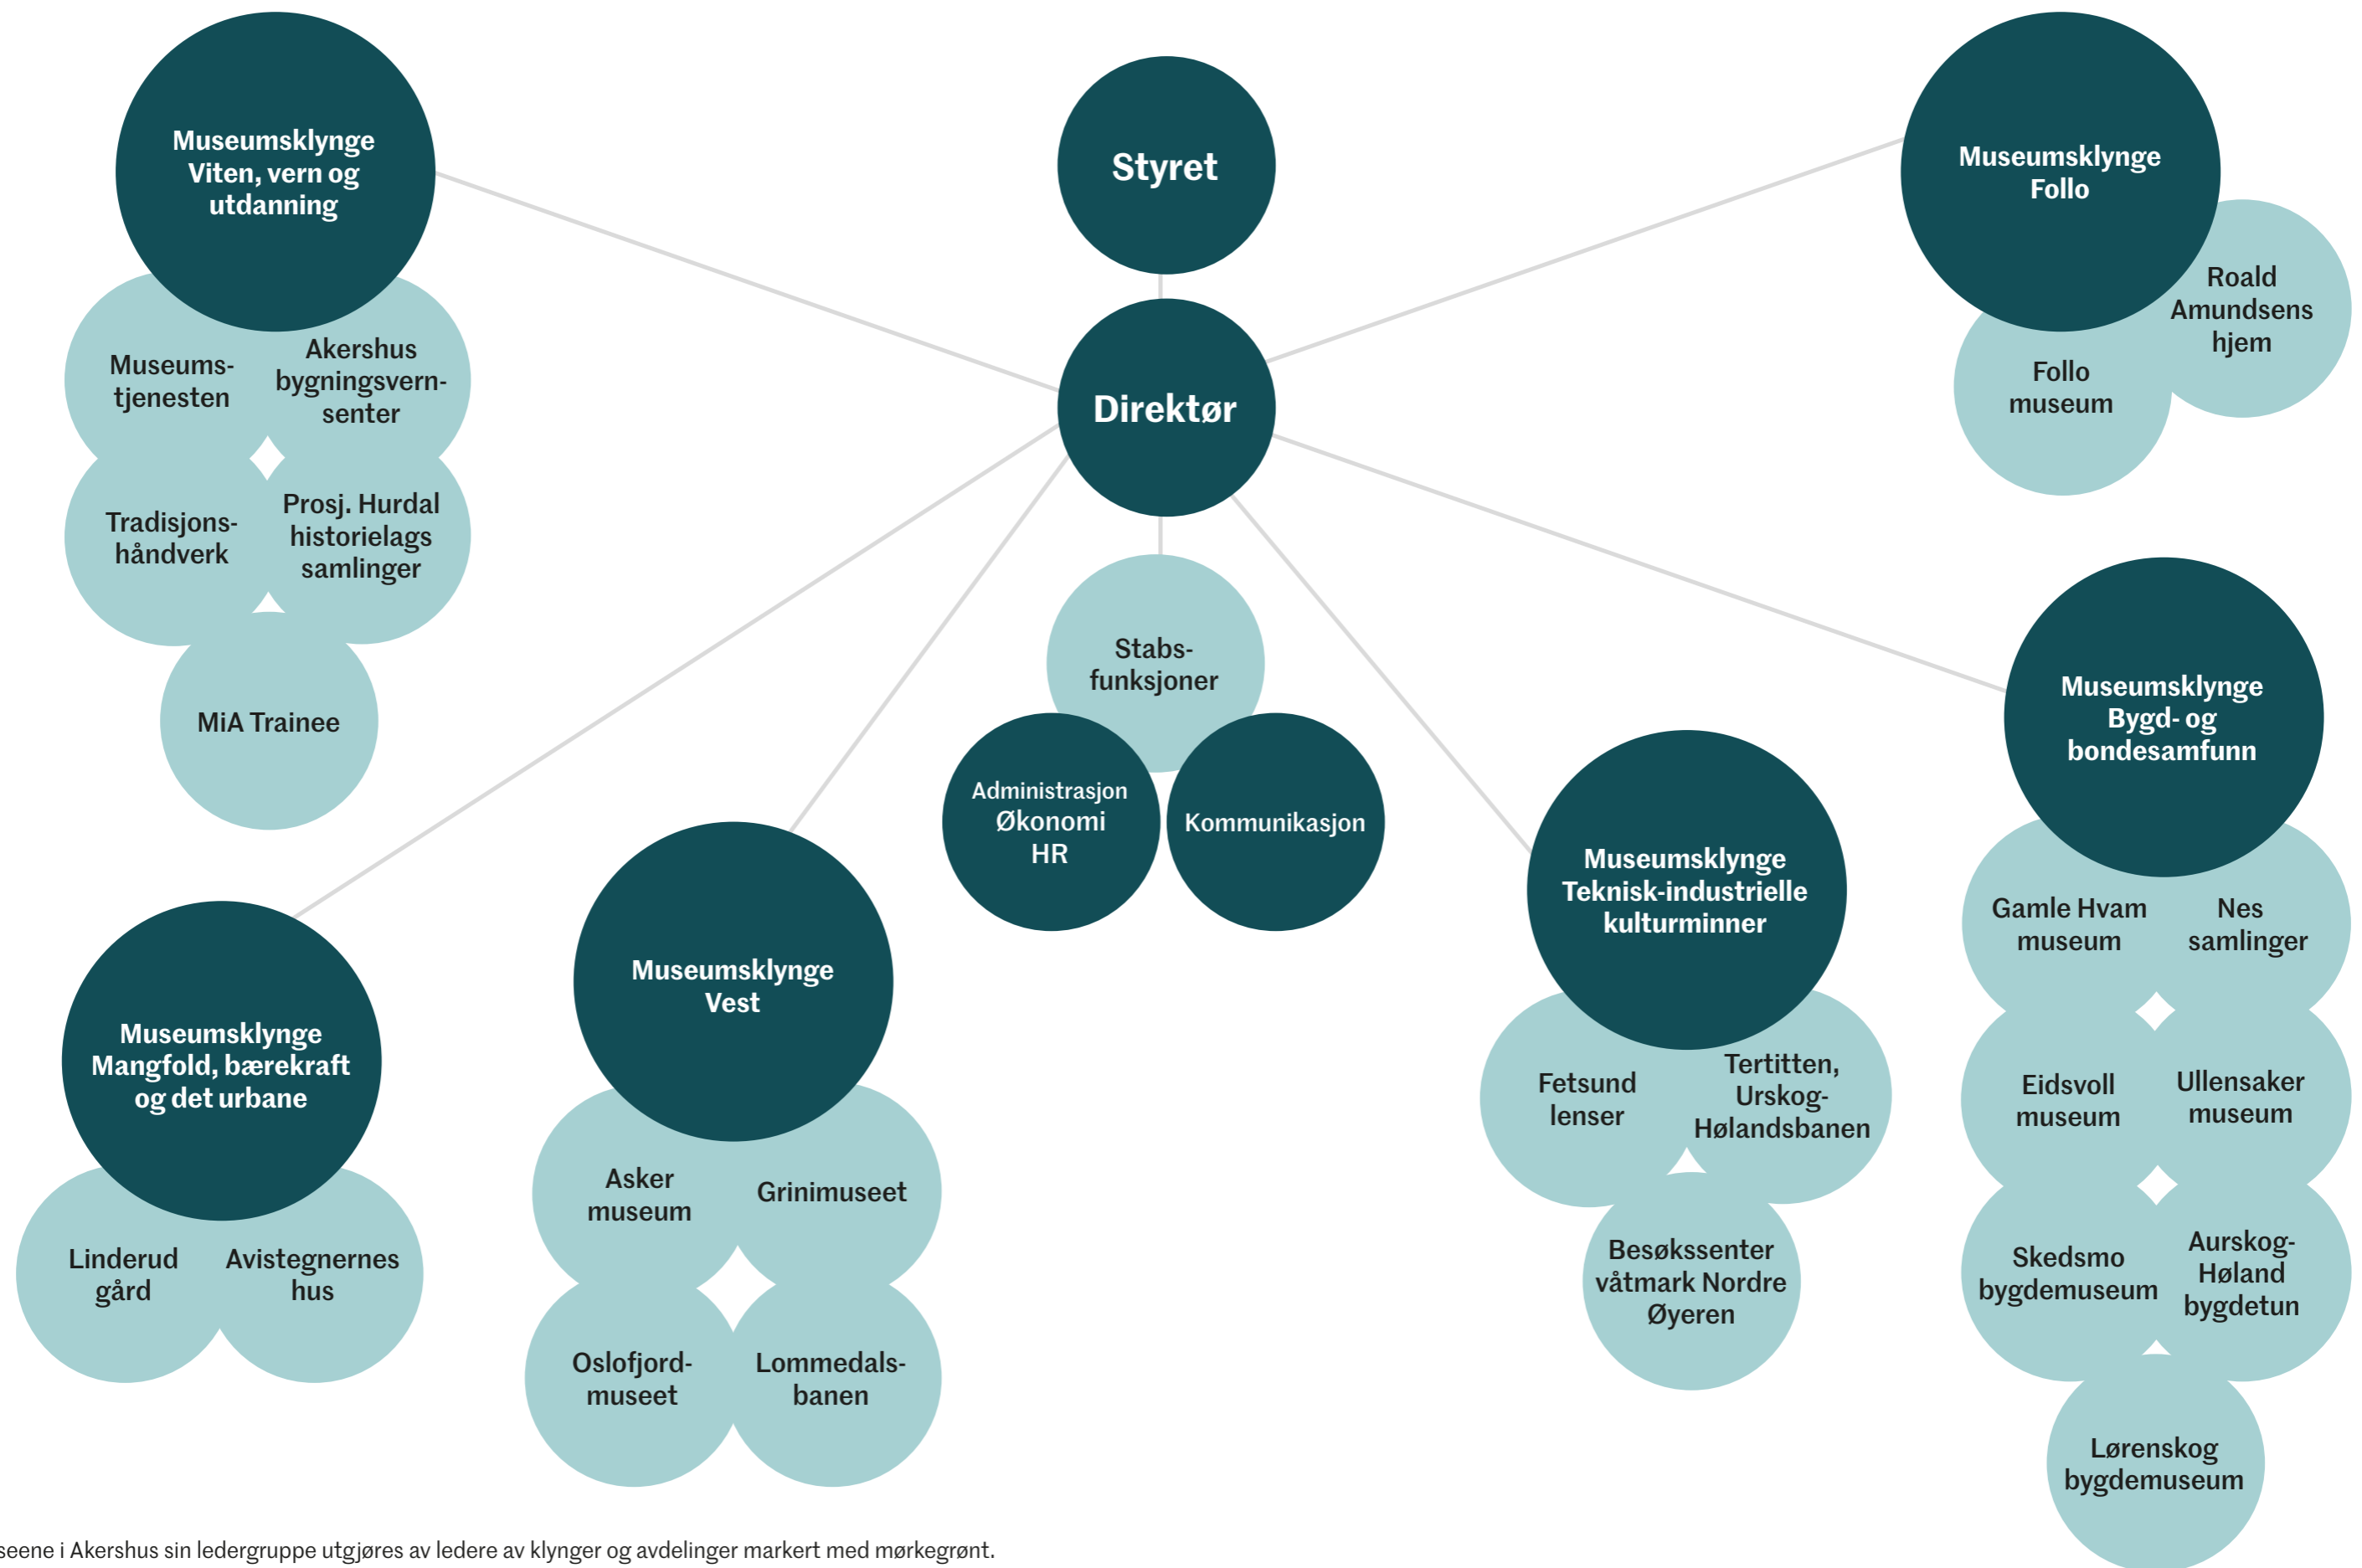 Museumsklynge
Viten, vern og
utdanning
Museums-
tjenesten
Akershus
bygningsvern-
senter
Tradisjons-
håndverk
Prosj. Hurdal
historielags
samlinger
MiA Trainee
Styret
Direktør
Stabs-
funksjoner
Administrasjon
Økonomi
HR
Kommunikasjon
Museumsklynge
Follo
Roald
Amundsens
hjem
Follo
museum
Museumsklynge
Mangfold, bærekraft
og det urbane
Linderud
gård
Avistegnernes
hus
Museumsklynge
Vest
Asker
museum
Grinimuseet
Oslofjord-
museet
Lommedals-
banen
Museumsklynge
Teknisk-industrielle
kulturminner
Fetsund
lenser
Tertitten,
Urskog-
Hølandsbanen
Besøkssenter
våtmark Nordre
Øyeren
Museumsklynge
Bygd- og
bondesamfunn
Gamle Hvam
museum
Nes
samlinger
Eidsvoll
museum
Ullensaker
museum
Skedsmo
bygdemuseum
Aurskog-
Høland
bygdetun
Lørenskog
bygdemuseum
seene i Akershus sin ledergruppe utgjøres av ledere av klynger og avdelinger markert med mørkegrønt.